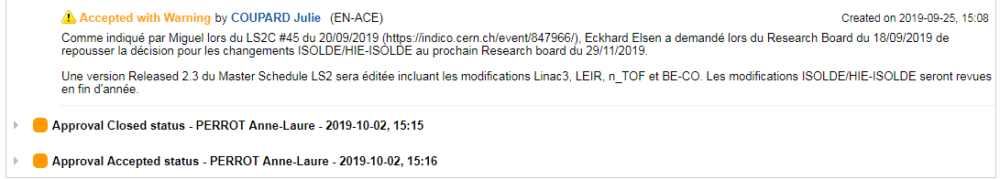 Accepted with Warning by COUPARD Julie (EN-ACE) Created on 2019-09-25, 15:08
Comme indiqué par Miguel lors du LS2C #45 du 20/09/2019 (https://indico.cern.ch/event/847966/), Eckhard Elsen a demandé lors du Research Board du 18/09/2019 de
repousser la décision pour les changements ISOLDE/HIE-ISOLDE au prochain Research board du 29/11/2019.
Une version Released 2.3 du Master Schedule LS2 sera éditée incluant les modifications Linac3, LEIR, n_TOF et BE-CO. Les modifications ISOLDE/HIE-ISOLDE seront revues
en fin d'année.
Approval Closed status - PERROT Anne-Laure - 2019-10-02, 15:15
Approval Accepted status - PERROT Anne-Laure - 2019-10-02, 15:16